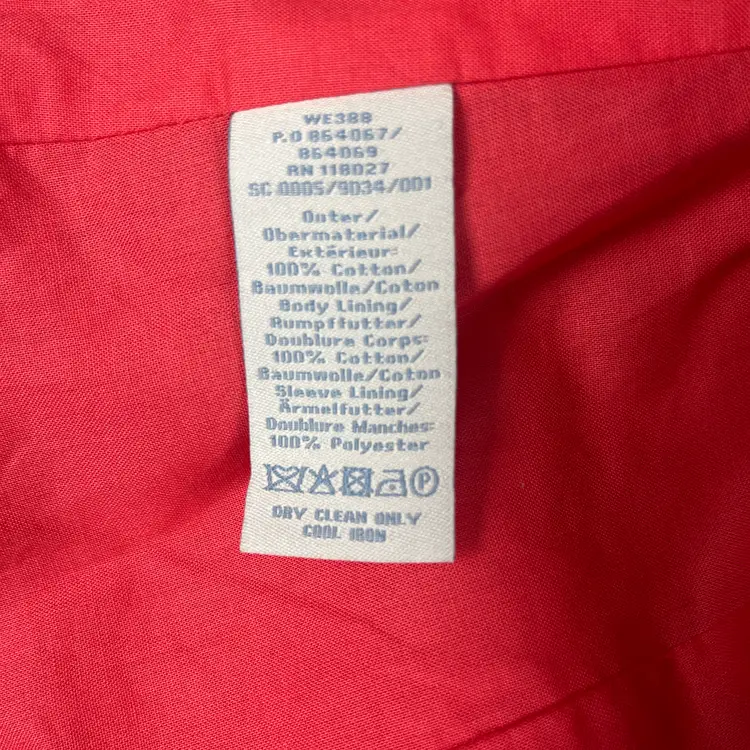 WE388
P.O 864067/
864069
RN 118027
SC 0005/9034/001
Outer/
Obermaterial/
Extérieur:
100% Cotton/
Baumwolle/Coton
Body Lining/
Rumpffutter/
Doublure Corps:
100% Cotton/
Baumwolle/Coton
Sleeve Lining/
Ärmelfutter/
Doublure Manches:
100% Polyester
P
DRY CLEAN ONLY
COOL IRON